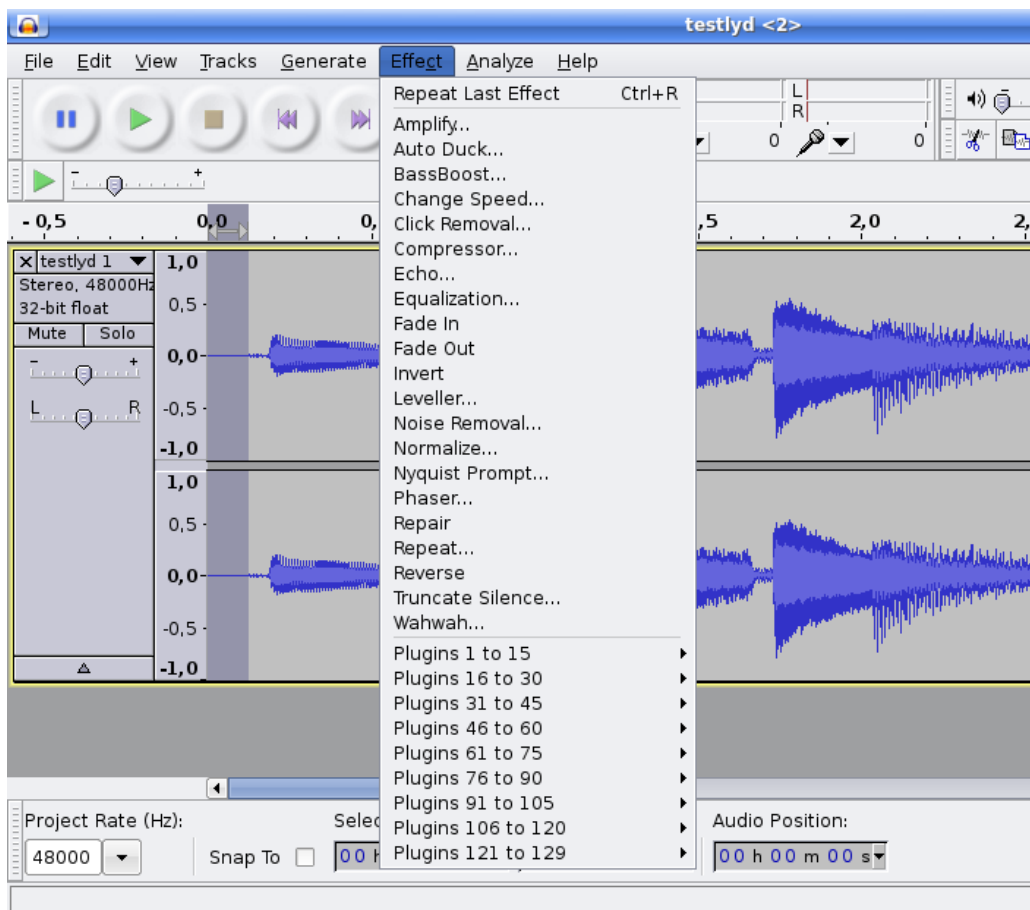 testlyd <2>
File Edit View Tracks Generate Effect Analyze Help
Repeat Last Effect Ctrl+R
Amplify...
Auto Duck...
BassBoost...
Change Speed...
Click Removal...
Compressor...
Echo...
Equalization...
Fade In
Fade Out
Invert
Leveller...
Noise Removal...
Normalize...
Nyquist Prompt...
Phaser...
Repair
Repeat...
Reverse
Truncate Silence...
Wahwah...
Plugins 1 to 15
Plugins 16 to 30
Plugins 31 to 45
Plugins 46 to 60
Plugins 61 to 75
Plugins 76 to 90
Plugins 91 to 105
Plugins 106 to 120
Plugins 121 to 129
L
R
0 0
- +
- 0,5 0,0 2,0
testlyd 1
Stereo, 48000Hz
32-bit float
Mute Solo
- +
L R
1,0
0,5
0,0
-0,5
-1,0
1,0
0,5
0,0
-0,5
-1,0
Project Rate (Hz):
48000
Snap To
Audio Position:
00 h 00 m 00 s